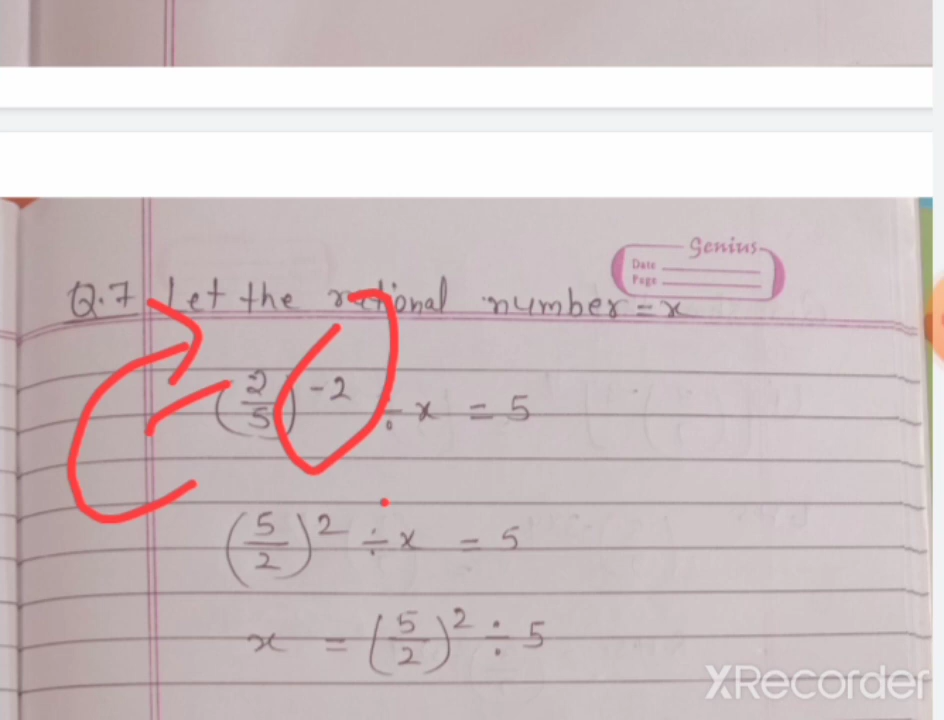 Genius
Date
Page
Q.7 Let the rational number = x
(2/5)^-2 ÷ x = 5
(5/2)^2 ÷ x = 5
x = (5/2)^2 ÷ 5
XRecorder